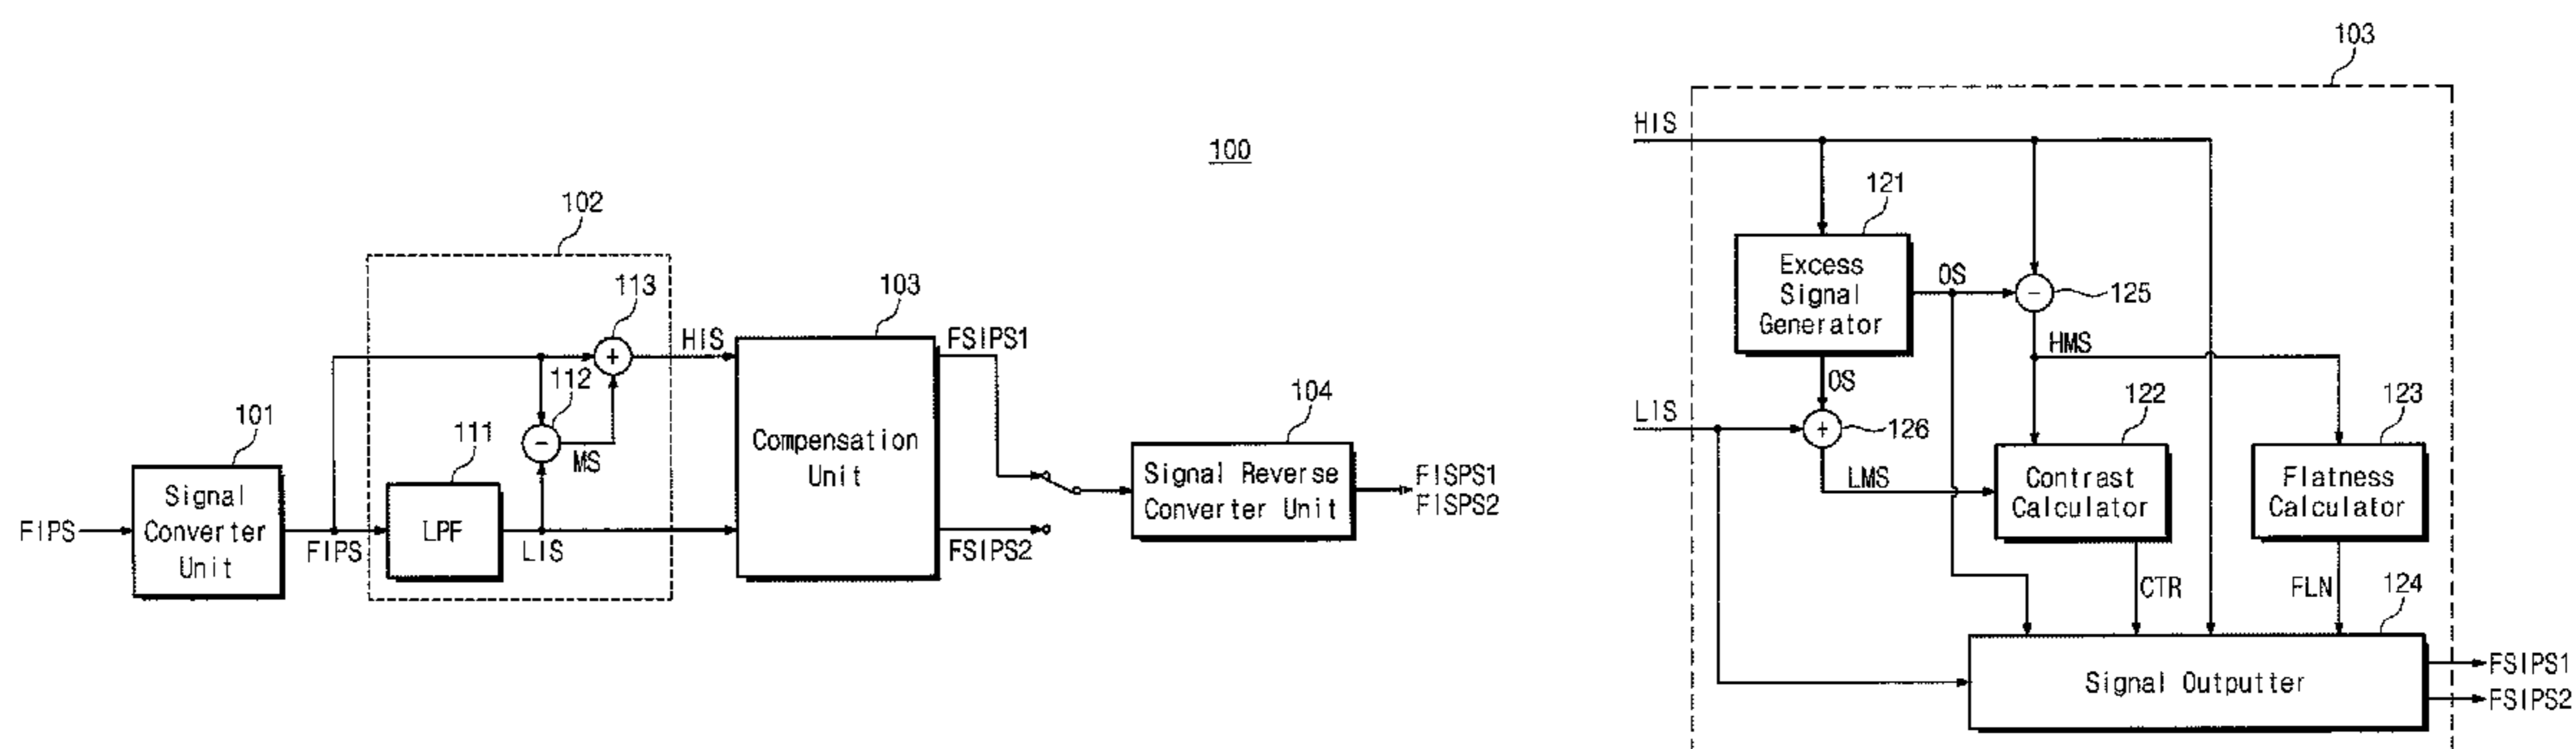 100
102
113
HIS
103
FSIPS1
112
104
101
111
MS
Compensation
Unit
Signal
Converter
Unit
LPF
Signal Reverse
Converter Unit
FISPS1
FISPS2
FIPS
FIPS
LIS
FSIPS2
103
HIS
121
Excess
Signal
Generator
OS
-
125
HMS
OS
122
123
LIS
+
126
LMS
Contrast
Calculator
Flatness
Calculator
CTR
FLN
124
Signal Outputter
FSIPS1
FSIPS2
+
-